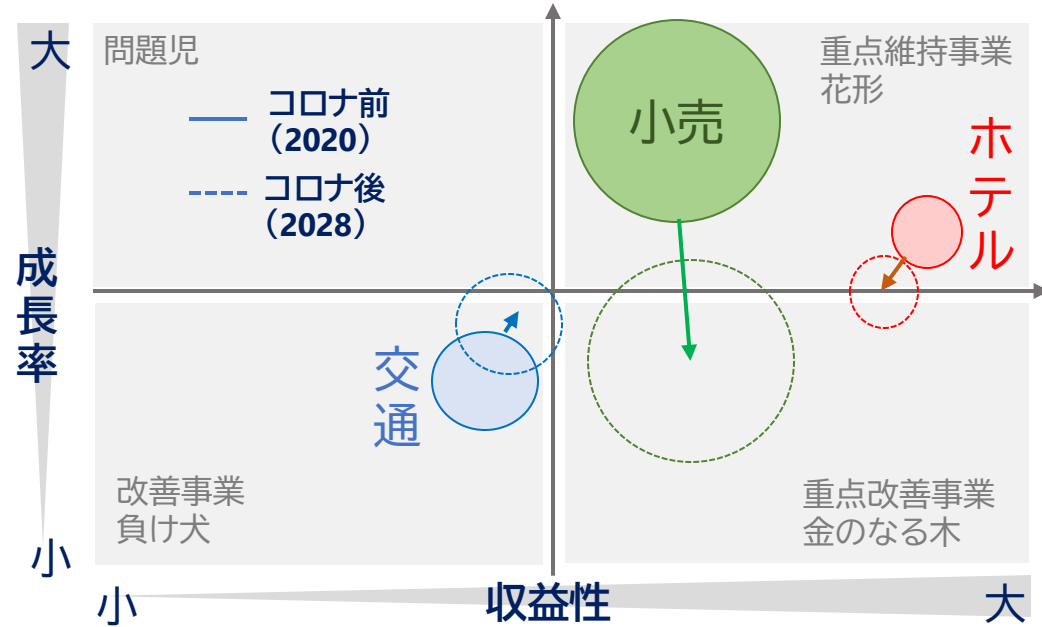 大
問題児
コロナ前
（2020）
コロナ後
（2028）
小売
重点維持事業
花形
ホテル
成長率
交通
改善事業
負け犬
重点改善事業
金のなる木
小
小
収益性
大